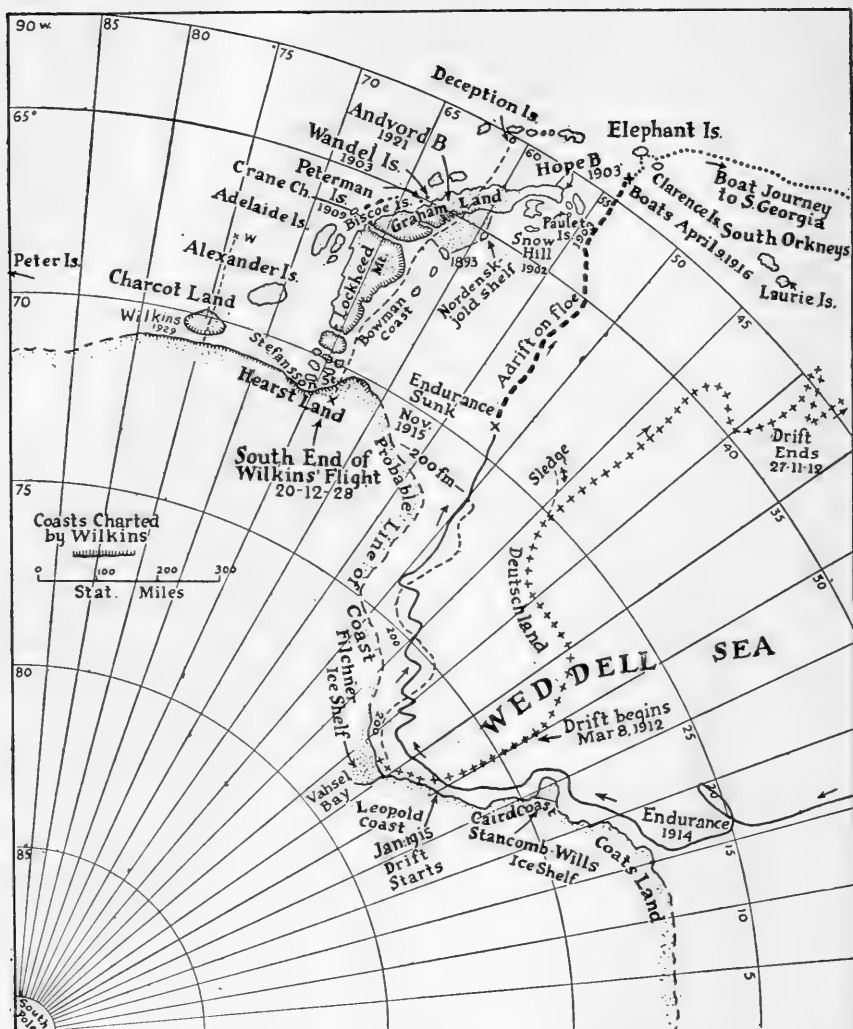 90 w.
85
80
75
70
65
60
55
50
45
40
35
30
25
20
15
10
5
65°
70
75
80
85
Deception Is.
Andvord B
1921
Wandel Is.
1903
Peterman
Is.
1909
Crane Ch.
Biscoe Is.
Adelaide Is.
Graham Land
Hope B
1903
Elephant Is.
Boat Journey
to S. Georgia
Clarence Is.
Boats April 9 1916
South Orkneys
Laurie Is.
Paulet
Is.
1903
Snow
Hill
1902
1893
Nordensk-
jold shelf
Peter Is.
Alexander Is.
W
Charcot Land
Wilkins
1929
Lockheed
Mt.
Bowman
Coast
Stefansson
Str.
Hearst Land
South End of
Wilkins' Flight
20-12-28
Endurance
Sunk
Nov.
1915
Adrift on floe
200fm
Probable Line of
Coast
Sledge
Drift
Ends
27-11-12
Coasts Charted
by Wilkins
0 100 200 300
Stat. Miles
200
200
Deutschland
WEDDELL SEA
Filchner
Ice Shelf
Drift begins
Mar 8, 1912
Vahsel
Bay
Leopold
Coast
Jan. 1915
Drift
Starts
Caird Coast
Stancomb-Wills
Ice Shelf
Coats Land
Endurance
1914
South
Pole